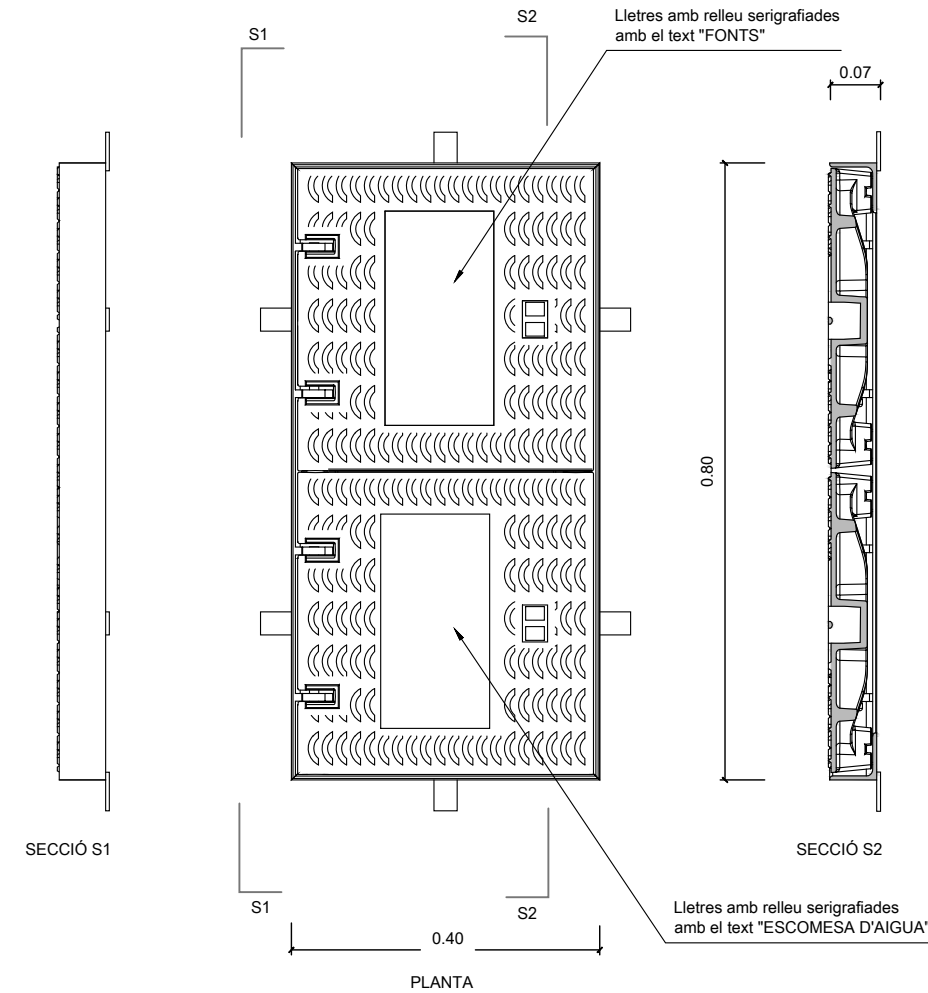 S2
Lletres amb relleu serigrafiades
amb el text "FONTS"
S1
0.07
0.80
SECCIÓ S1
SECCIÓ S2
S1
S2
Lletres amb relleu serigrafiades
amb el text "ESCOMESA D'AIGUA"
0.40
PLANTA